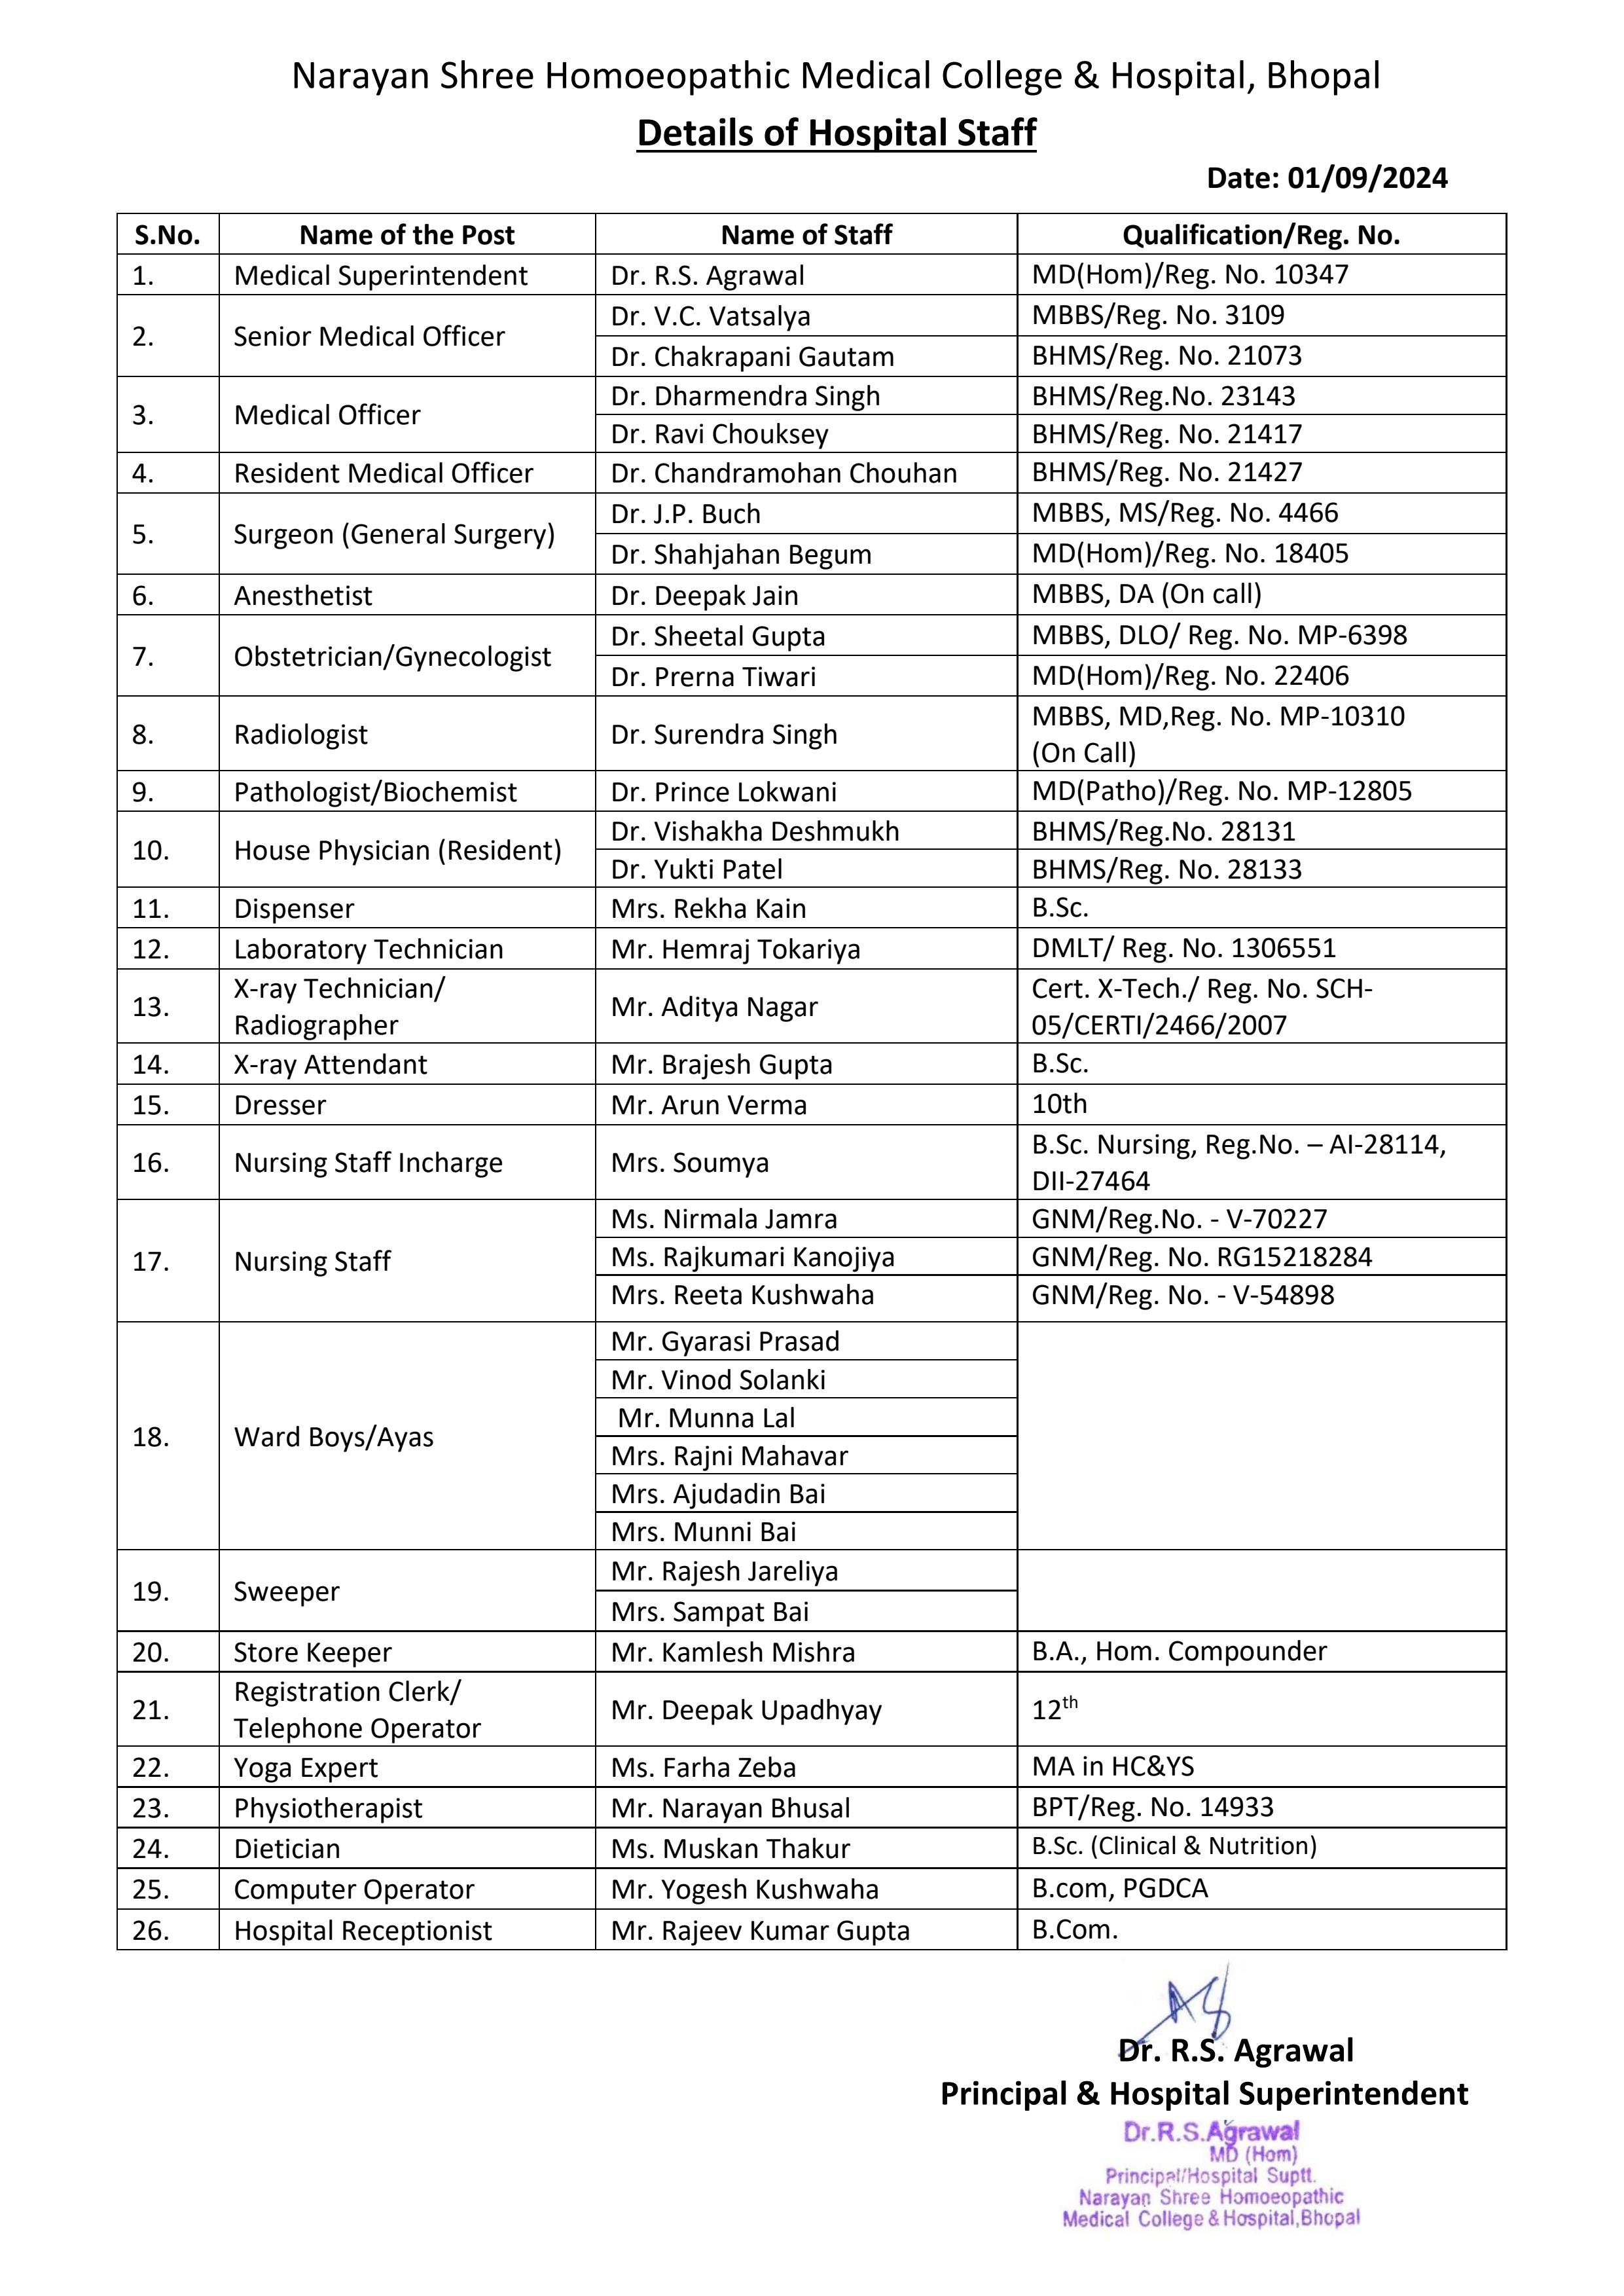 Narayan Shree Homoeopathic Medical College & Hospital, Bhopal
Details of Hospital Staff
Date: 01/09/2024
S.No. Name of the Post Name of Staff Qualification/Reg. No.
1. Medical Superintendent Dr. R.S. Agrawal MD(Hom)/Reg. No. 10347
2. Senior Medical Officer Dr. V.C. Vatsalya MBBS/Reg. No. 3109
Dr. Chakrapani Gautam BHMS/Reg. No. 21073
3. Medical Officer Dr. Dharmendra Singh BHMS/Reg.No. 23143
Dr. Ravi Chouksey BHMS/Reg. No. 21417
4. Resident Medical Officer Dr. Chandramohan Chouhan BHMS/Reg. No. 21427
5. Surgeon (General Surgery) Dr. J.P. Buch MBBS, MS/Reg. No. 4466
Dr. Shahjahan Begum MD(Hom)/Reg. No. 18405
6. Anesthetist Dr. Deepak Jain MBBS, DA (On call)
7. Obstetrician/Gynecologist Dr. Sheetal Gupta MBBS, DLO/ Reg. No. MP-6398
Dr. Prerna Tiwari MD(Hom)/Reg. No. 22406
8. Radiologist Dr. Surendra Singh MBBS, MD,Reg. No. MP-10310
(On Call)
9. Pathologist/Biochemist Dr. Prince Lokwani MD(Patho)/Reg. No. MP-12805
10. House Physician (Resident) Dr. Vishakha Deshmukh BHMS/Reg.No. 28131
Dr. Yukti Patel BHMS/Reg. No. 28133
11. Dispenser Mrs. Rekha Kain B.Sc.
12. Laboratory Technician Mr. Hemraj Tokariya DMLT/ Reg. No. 1306551
13. X-ray Technician/ Mr. Aditya Nagar Cert. X-Tech./ Reg. No. SCH-
Radiographer 05/CERTI/2466/2007
14. X-ray Attendant Mr. Brajesh Gupta B.Sc.
15. Dresser Mr. Arun Verma 10th
16. Nursing Staff Incharge Mrs. Soumya B.Sc. Nursing, Reg.No. – AI-28114,
DII-27464
17. Nursing Staff Ms. Nirmala Jamra GNM/Reg.No. - V-70227
Ms. Rajkumari Kanojiya GNM/Reg. No. RG15218284
Mrs. Reeta Kushwaha GNM/Reg. No. - V-54898
18. Ward Boys/Ayas Mr. Gyarasi Prasad
Mr. Vinod Solanki
Mr. Munna Lal
Mrs. Rajni Mahavar
Mrs. Ajudadin Bai
Mrs. Munni Bai
19. Sweeper Mr. Rajesh Jareliya
Mrs. Sampat Bai
20. Store Keeper Mr. Kamlesh Mishra B.A., Hom. Compounder
21. Registration Clerk/ Mr. Deepak Upadhyay 12th
Telephone Operator
22. Yoga Expert Ms. Farha Zeba MA in HC&YS
23. Physiotherapist Mr. Narayan Bhusal BPT/Reg. No. 14933
24. Dietician Ms. Muskan Thakur B.Sc. (Clinical & Nutrition)
25. Computer Operator Mr. Yogesh Kushwaha B.com, PGDCA
26. Hospital Receptionist Mr. Rajeev Kumar Gupta B.Com.
Dr. R.S. Agrawal
Principal & Hospital Superintendent
Dr.R.S.Agrawal
MD (Hom)
Principal/Hospital Suptt.
Narayan Shree Homoeopathic
Medical College & Hospital,Bhopal